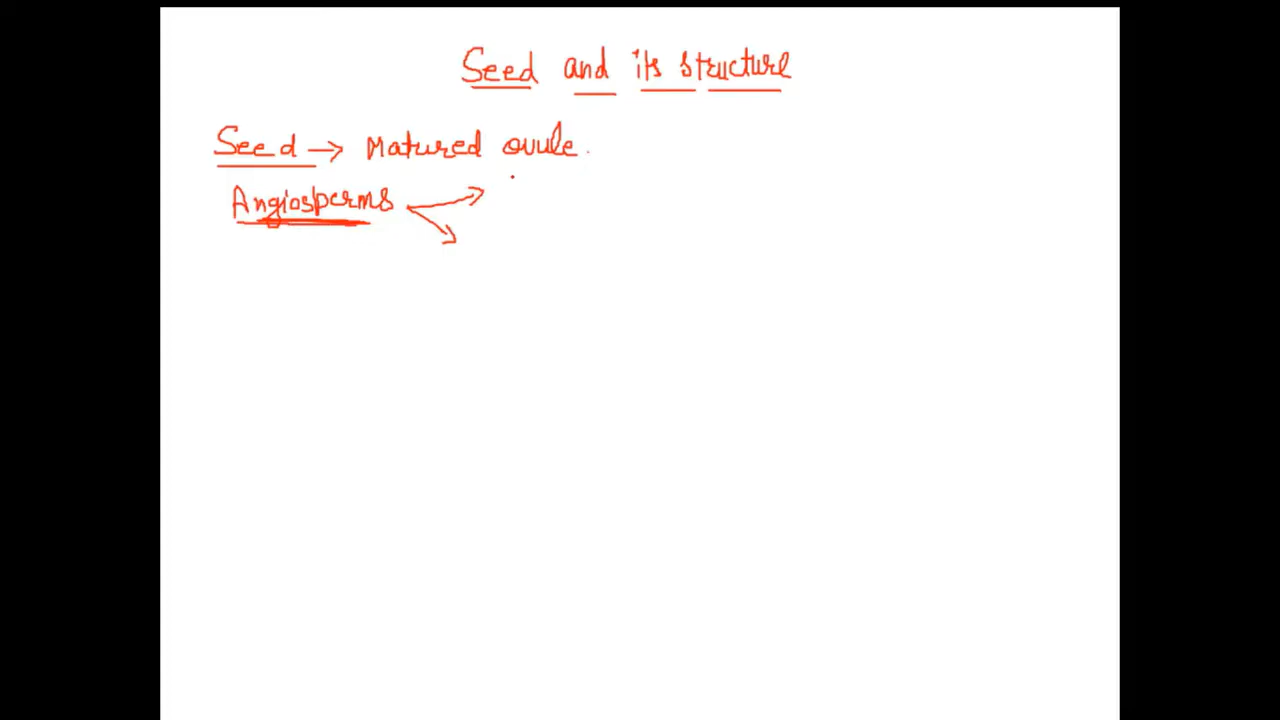 Seed and its structure
Seed → Matured ovule.
Angiosperms